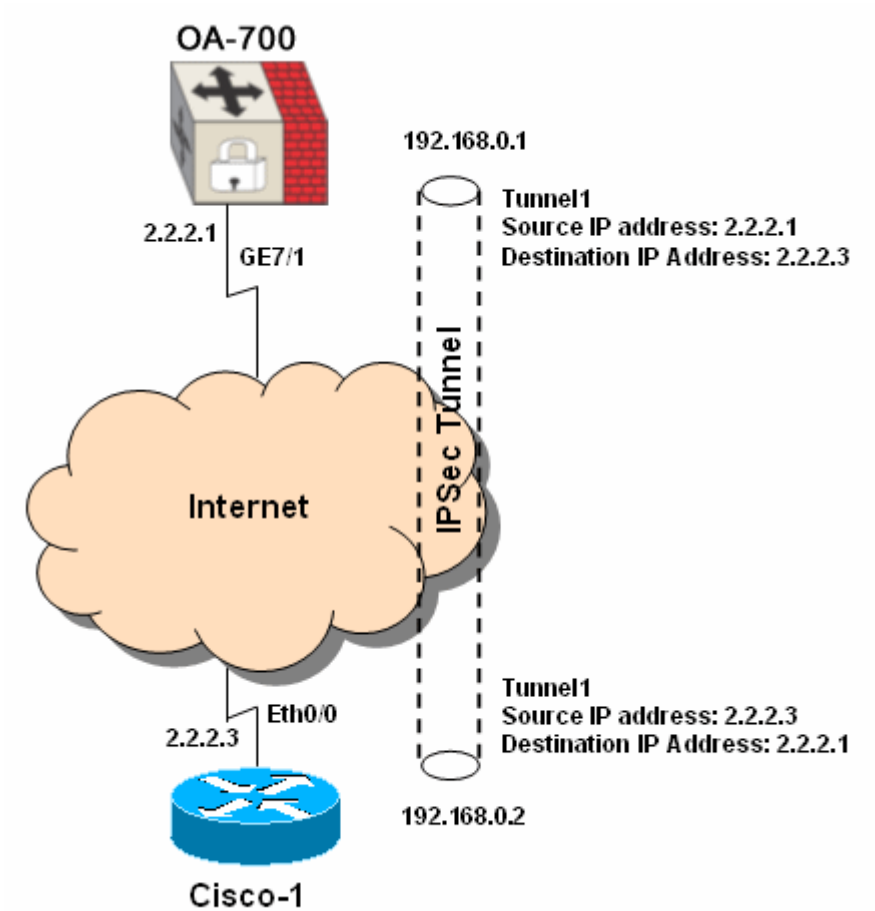 OA-700
192.168.0.1
Tunnel1
Source IP address: 2.2.2.1
Destination IP Address: 2.2.2.3
2.2.2.1
GE7/1
IPSec Tunnel
Internet
Tunnel1
Source IP address: 2.2.2.3
Destination IP Address: 2.2.2.1
Eth0/0
2.2.2.3
192.168.0.2
Cisco-1